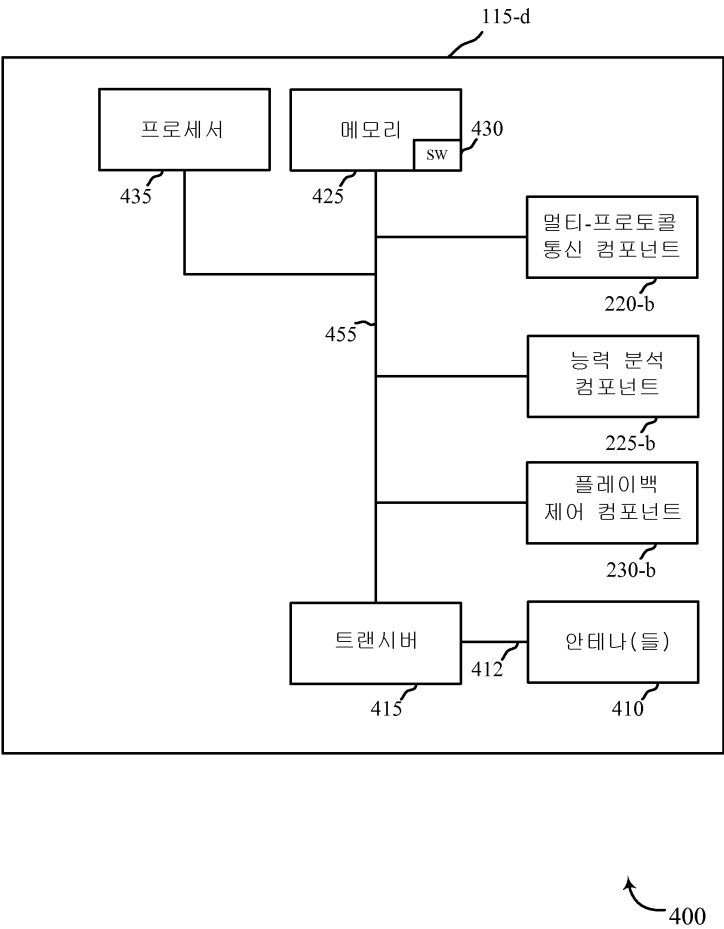 115-d
프로세서
메모리
SW
430
435
425
멀티-프로토콜
통신 컴포넌트
220-b
455
능력 분석
컴포넌트
225-b
플레이백
제어 컴포넌트
230-b
트랜시버
안테나(들)
412
415
410
400